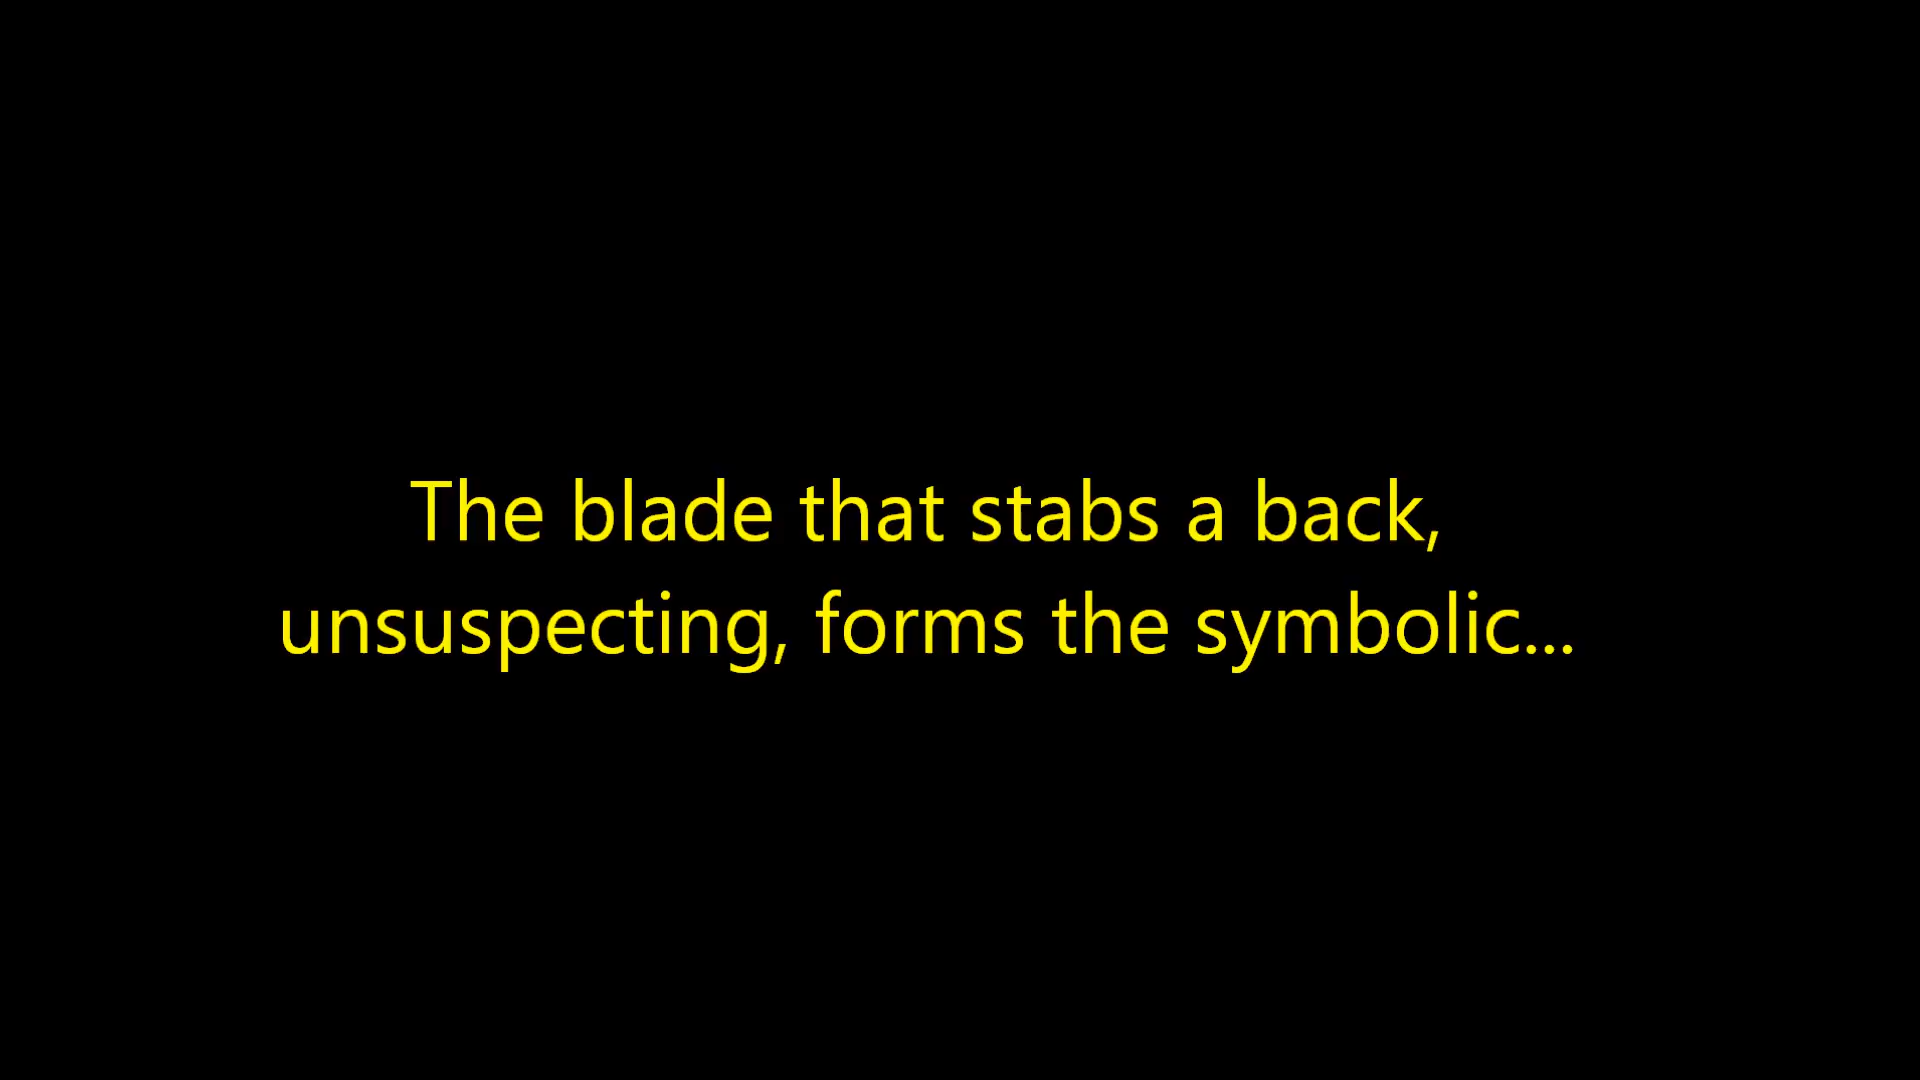 The blade that stabs a back,
unsuspecting, forms the symbolic...